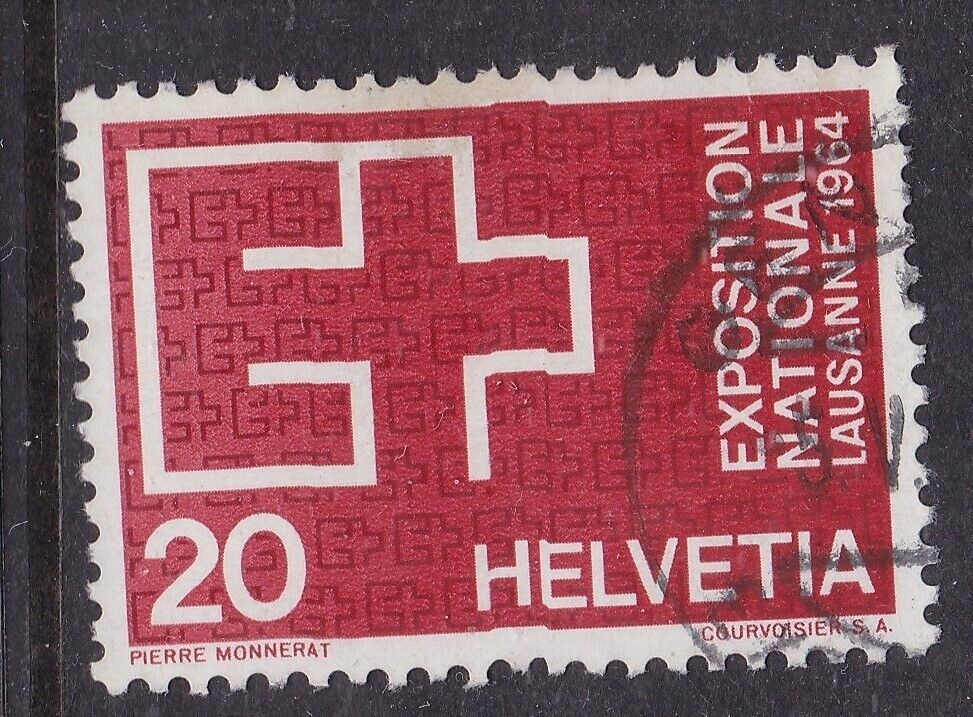 EXPOSITION
NATIONALE
LAUSANNE 1964
20 HELVETIA
PIERRE MONNERAT COURVOISIER S. A.